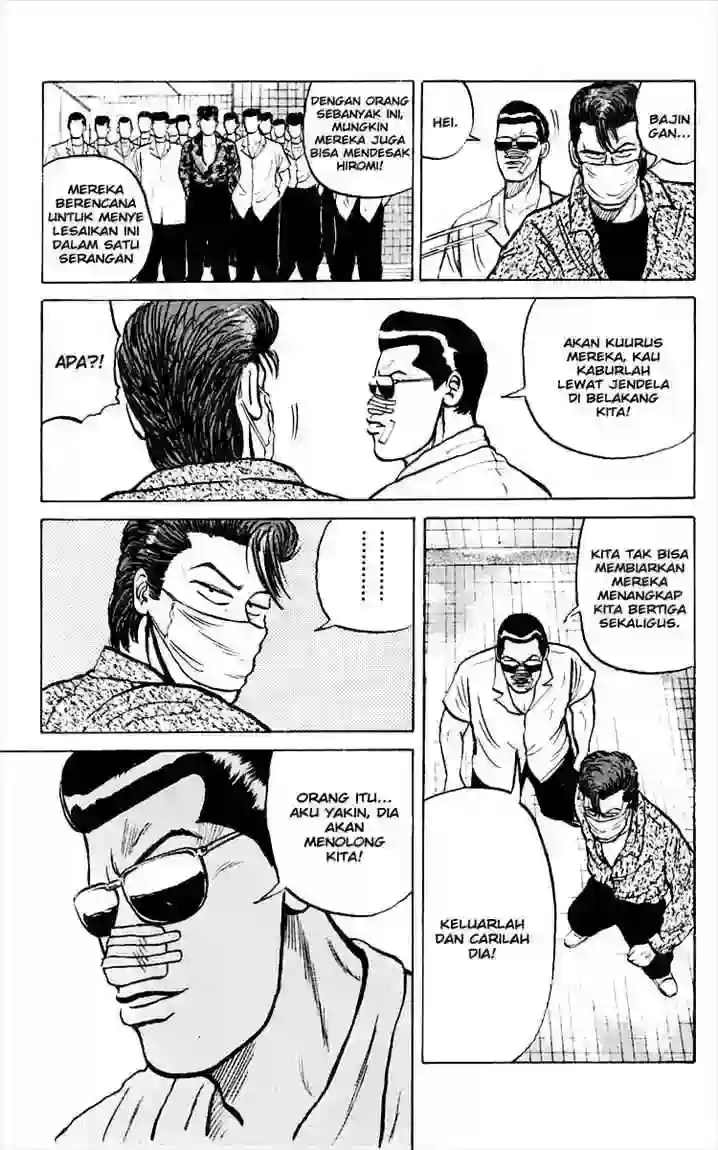 DENGAN ORANG
SEBANYAK INI,
MUNGKIN
MEREKA JUGA
BISA MENDESAK
HIROMI!
MEREKA
BERENCANA
UNTUK MENYE
LESAIKAN INI
DALAM SATU
SERANGAN
HEI.
BAJIN
GAN...
APA?!
AKAN KUURUS
MEREKA, KAU
KABURLAH
LEWAT JENDELA
DI BELAKANG
KITA!
KITA TAK BISA
MEMBIARKAN
MEREKA
MENANGKAP
KITA BERTIGA
SEKALIGUS.
KELUARLAH
DAN CARILAH
DIA!
ORANG ITU...
AKU YAKIN, DIA
AKAN
MENOLONG
KITA!